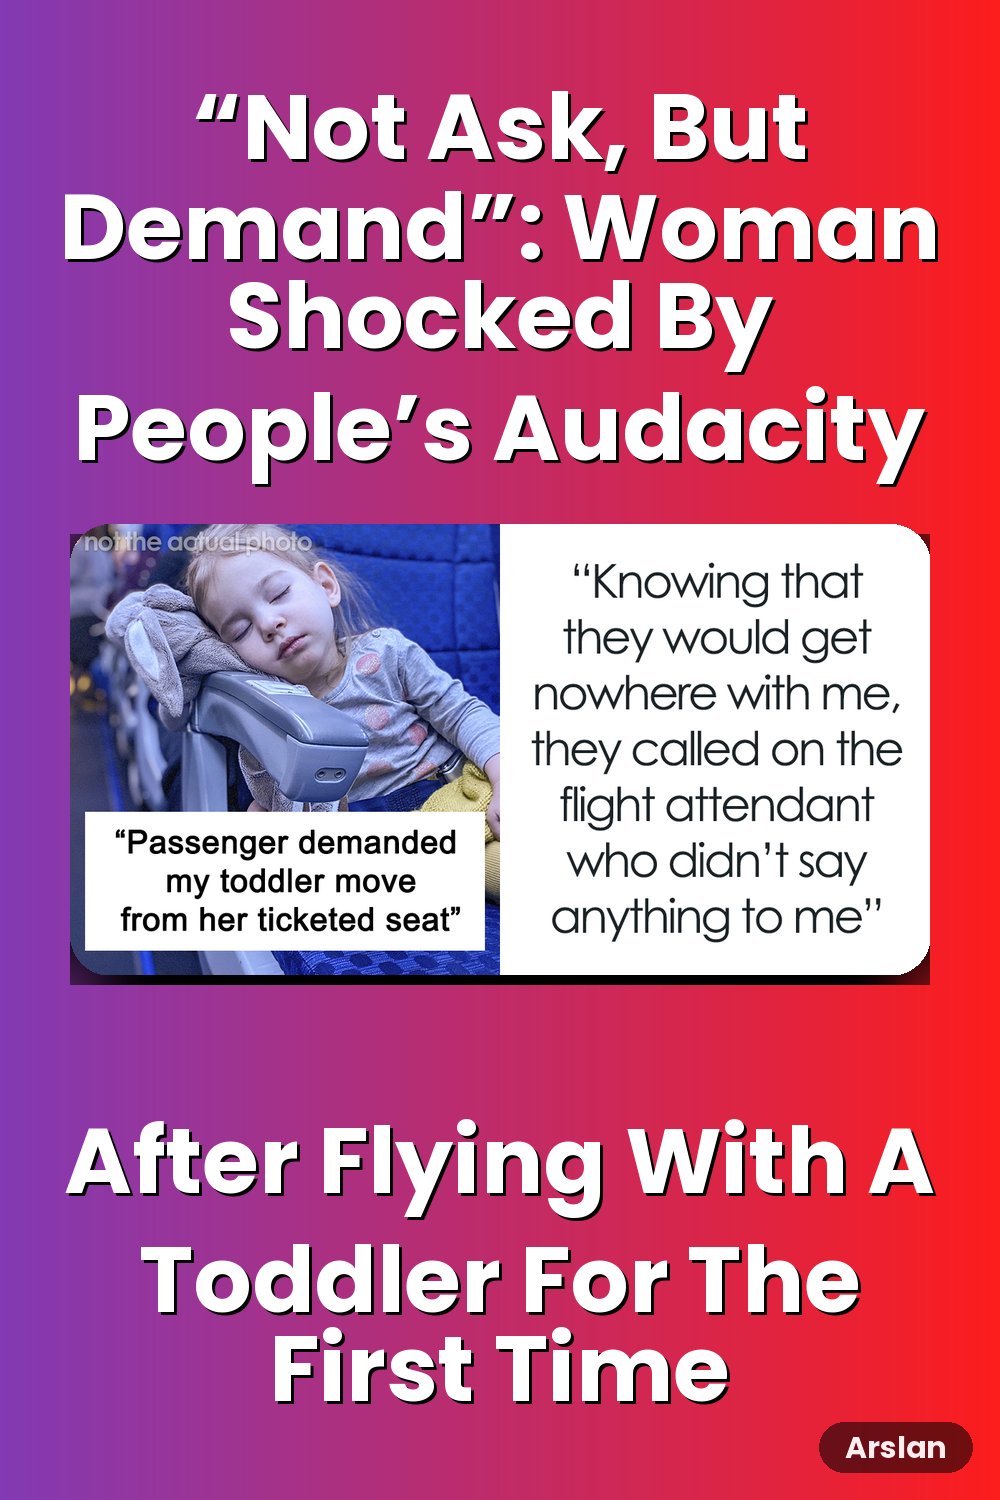 “Not Ask, But
Demand”: Woman
Shocked By
People’s Audacity
not the actual photo
“Passenger demanded
my toddler move
from her ticketed seat”
“Knowing that
they would get
nowhere with me,
they called on the
flight attendant
who didn’t say
anything to me”
After Flying With A
Toddler For The
First Time
Arslan